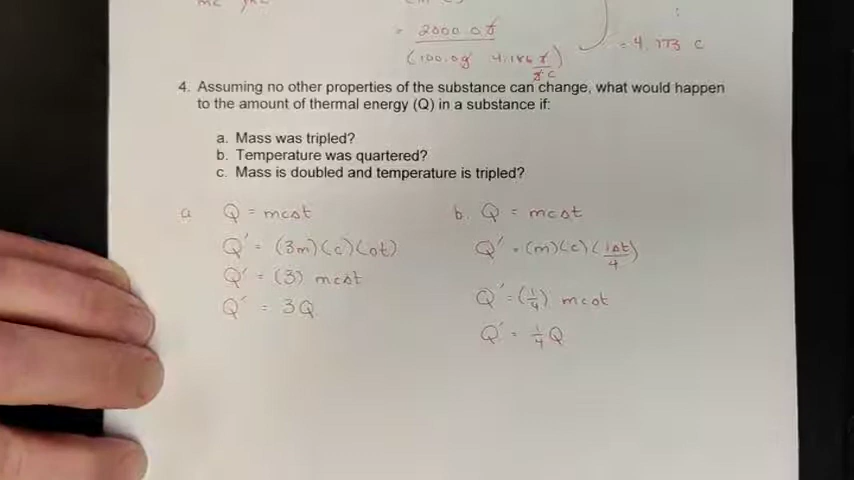 = 2000.0J
(100.0g 4.186 J)
g°C
= 4.773 c
4. Assuming no other properties of the substance can change, what would happen
to the amount of thermal energy (Q) in a substance if:
a. Mass was tripled?
b. Temperature was quartered?
c. Mass is doubled and temperature is tripled?
a Q = mcΔt
Q' = (3m)(c)(Δt)
Q' = (3) mcΔt
Q' = 3Q
b. Q = mcΔt
Q' = (m)(c)(1Δt/4)
Q' = (1/4) mcΔt
Q' = 1/4 Q